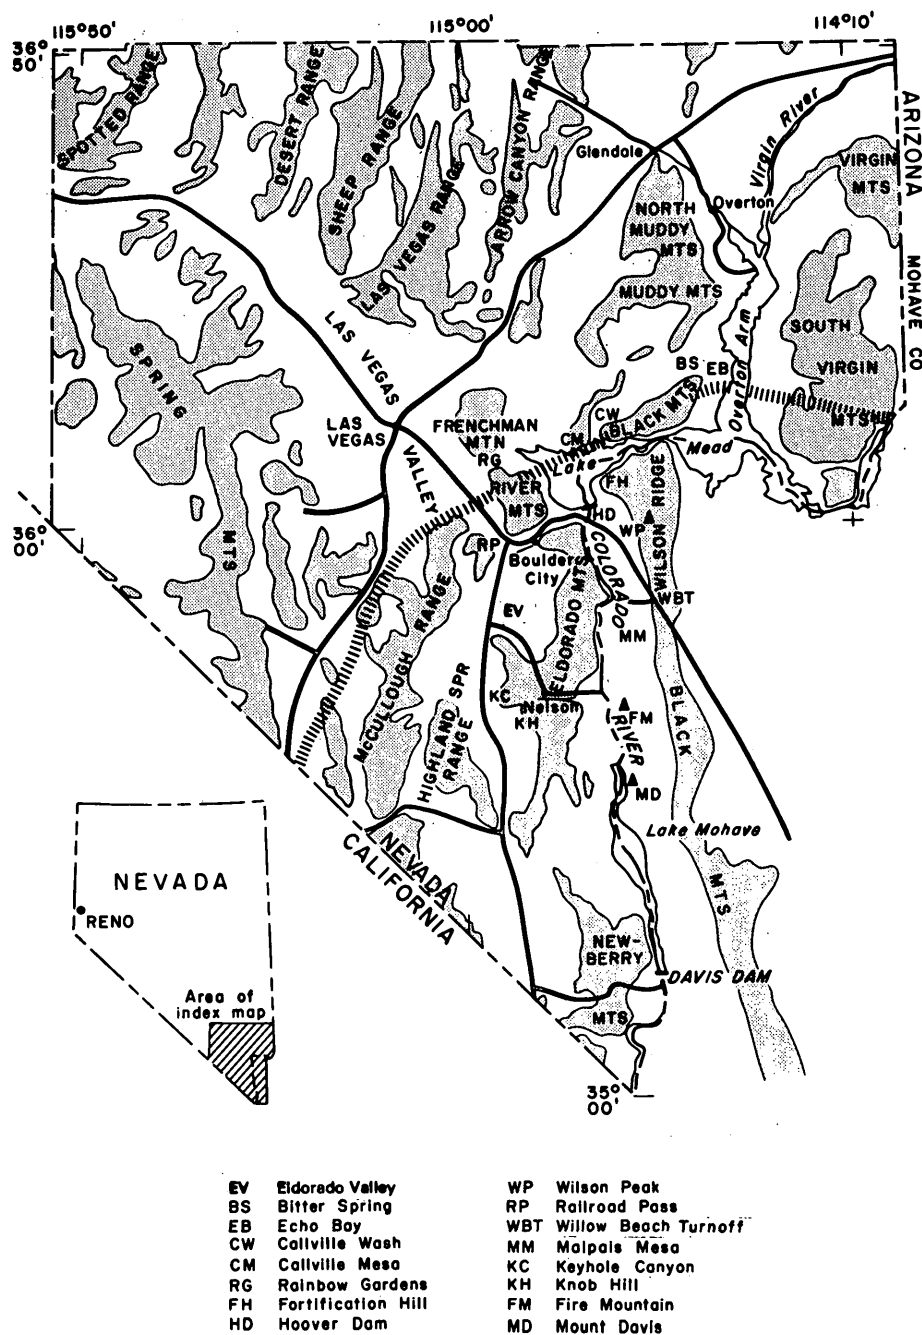 115°50'
115°00'
114°10'
36°
50'
SPOTTED RANGE
DESERT RANGE
SHEEP RANGE
LAS VEGAS RANGE
ARROW CANYON RANGE
Glendale
Virgin River
ARIZONA
MOHAVE CO
VIRGIN
MTS
Overton
NORTH
MUDDY
MTS
MUDDY MTS
SOUTH
VIRGIN
MTS
Overton Arm
BS
EB
SPRING
MTS
LAS VEGAS
VALLEY
LAS
VEGAS
FRENCHMAN
MTN
RG
CW
CM
BLACK MTS
Lake
Mead
RIVER
MTS
FH
HD
WP
WILSON RIDGE
36°
00'
RP
Boulder
City
COLORADO
WBT
EV
ELDORADO MTS
MM
McCULLOUGH RANGE
HIGHLAND SPR
RANGE
KC
Nelson
KH
FM
RIVER
BLACK
MTS
MD
Lake Mohave
NEVADA
CALIFORNIA
NEVADA
RENO
Area of
index map
NEW-
BERRY
MTS
DAVIS DAM
35°
00'
EV Eldorado Valley
BS Bitter Spring
EB Echo Bay
CW Callville Wash
CM Callville Mesa
RG Rainbow Gardens
FH Fortification Hill
HD Hoover Dam
WP Wilson Peak
RP Railroad Pass
WBT Willow Beach Turnoff
MM Malpais Mesa
KC Keyhole Canyon
KH Knob Hill
FM Fire Mountain
MD Mount Davis